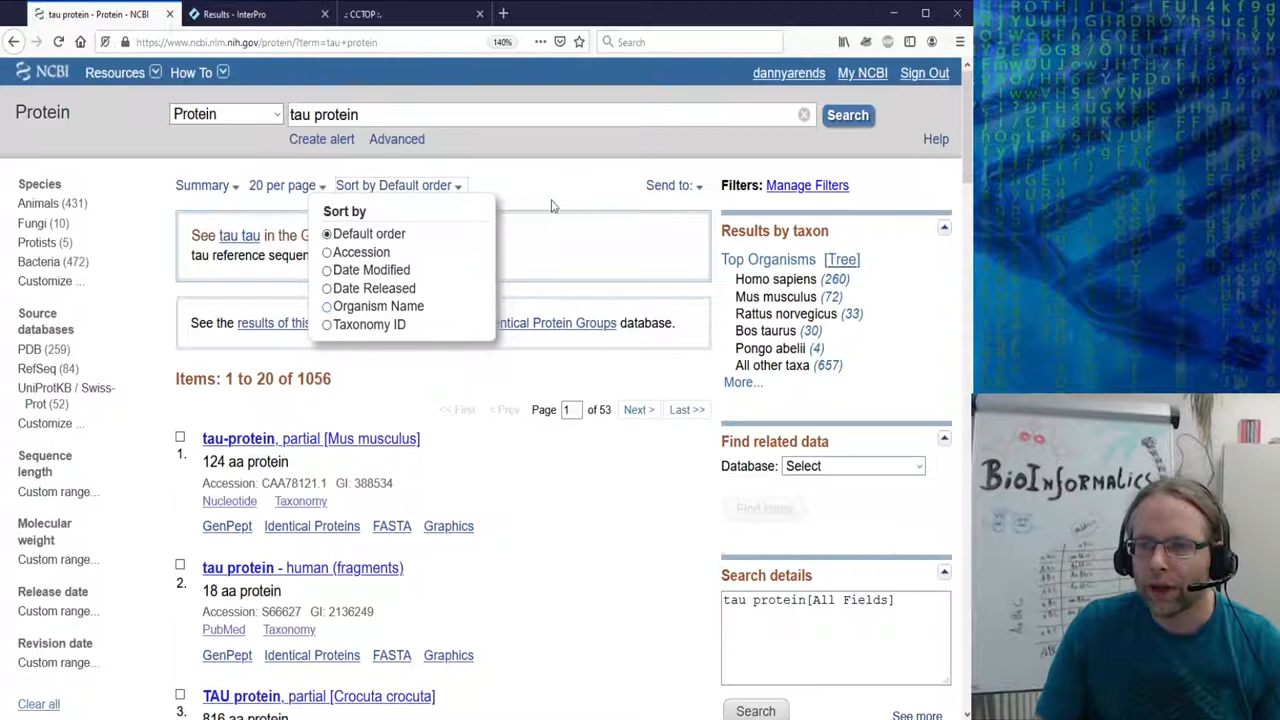 tau protein - Protein - NCBI
Results - InterPro
.: CCTOP :.
https://www.ncbi.nlm.nih.gov/protein/?term=tau+protein
140%
Search
NCBI
Resources
How To
dannyarends
My NCBI
Sign Out
Protein
Protein
tau protein
Search
Create alert
Advanced
Help
Species
Animals (431)
Fungi (10)
Protists (5)
Bacteria (472)
Customize ...
Source
databases
PDB (259)
RefSeq (84)
UniProtKB / Swiss-
Prot (52)
Customize ...
Sequence
length
Custom range...
Molecular
weight
Custom range...
Release date
Custom range...
Revision date
Custom range...
Clear all
Summary
20 per page
Sort by Default order
Send to:
Sort by
Default order
Accession
Date Modified
Date Released
Organism Name
Taxonomy ID
See tau tau in the G
tau reference sequen
See the results of this
ntical Protein Groups database.
Items: 1 to 20 of 1056
<< First
< Prev
Page 1 of 53
Next >
Last >>
tau-protein, partial [Mus musculus]
1.
124 aa protein
Accession: CAA78121.1 GI: 388534
Nucleotide
Taxonomy
GenPept
Identical Proteins
FASTA
Graphics
tau protein - human (fragments)
2.
18 aa protein
Accession: S66627 GI: 2136249
PubMed
Taxonomy
GenPept
Identical Proteins
FASTA
Graphics
TAU protein, partial [Crocuta crocuta]
3.
816 aa protein
Filters: Manage Filters
Results by taxon
Top Organisms [Tree]
Homo sapiens (260)
Mus musculus (72)
Rattus norvegicus (33)
Bos taurus (30)
Pongo abelii (4)
All other taxa (657)
More...
Find related data
Database: Select
Find items
Search details
tau protein[All Fields]
Search
See more
BioInformatics